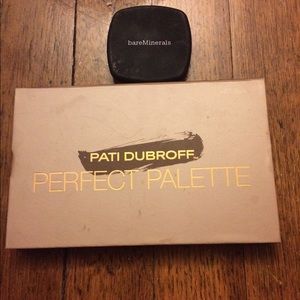 bareMinerals
PATI DUBROFF
PERFECT PALETTE